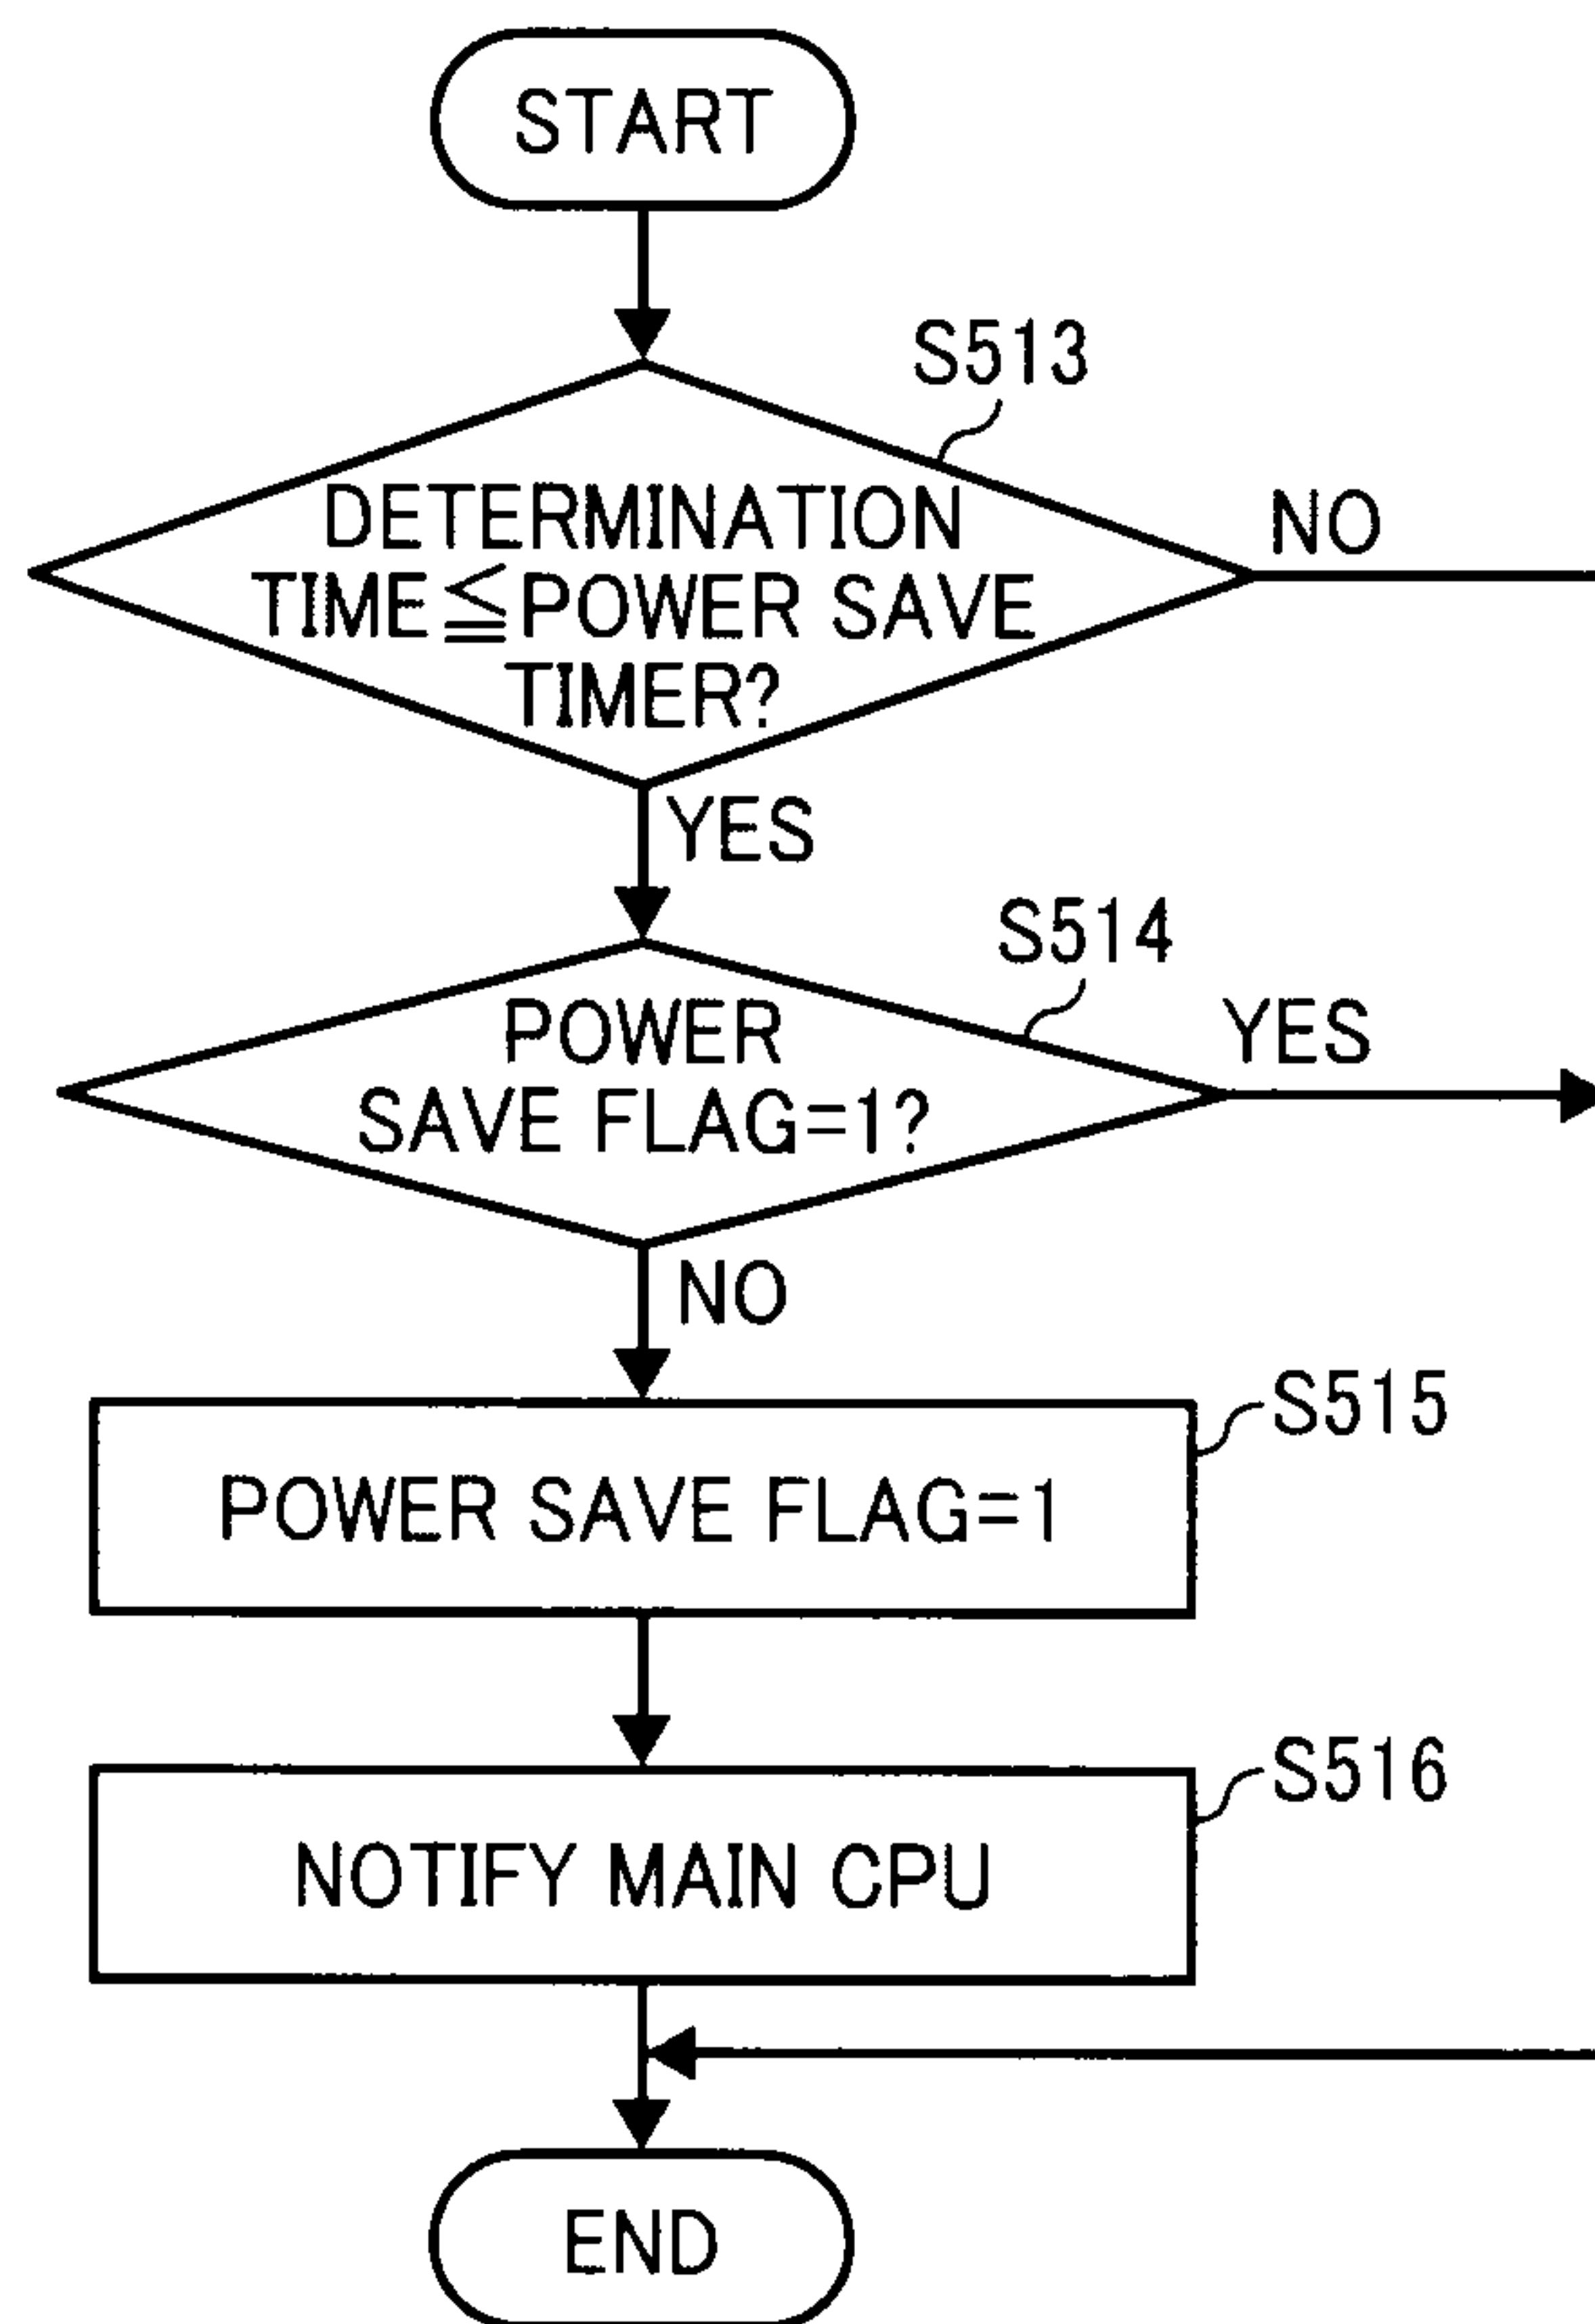 START
S513
DETERMINATION
TIME≦POWER SAVE
TIMER?
NO
YES
S514
POWER
SAVE FLAG=1?
YES
NO
S515
POWER SAVE FLAG=1
S516
NOTIFY MAIN CPU
END